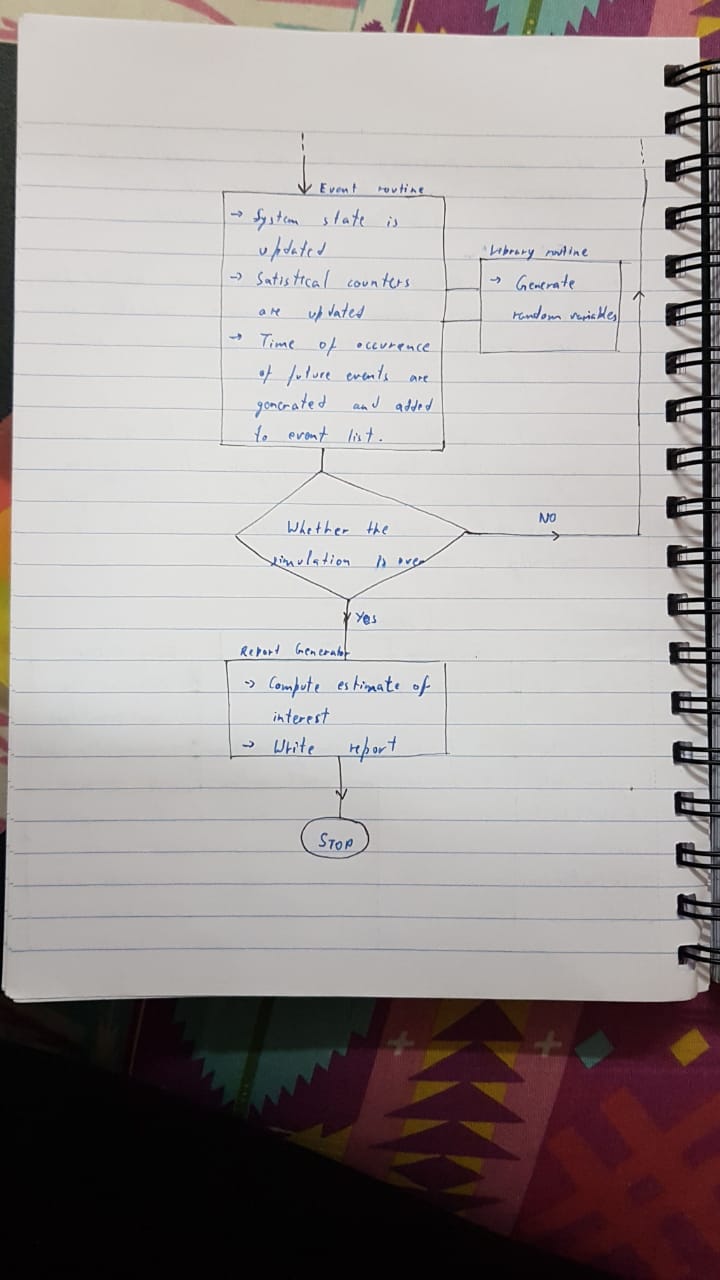 Event routine
→ System state is
updated
→ Satistical counters
are updated
→ Time of occurence
of future events are
generated and added
to event list.
Library routine
→ Generate
random variables
Whether the
simulation is over
NO
Yes
Report Generator
→ Compute estimate of
interest
→ Write report
STOP